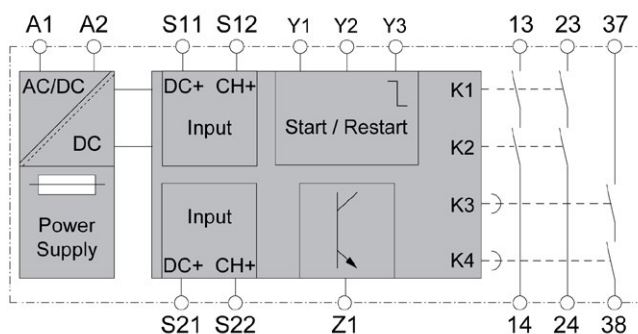 A1 A2 S11 S12 Y1 Y2 Y3 13 23 37
AC/DC DC+ CH+ K1
Input Start / Restart
DC K2
Power Supply Input K3
DC+ CH+ K4
S21 S22 Z1 14 24 38